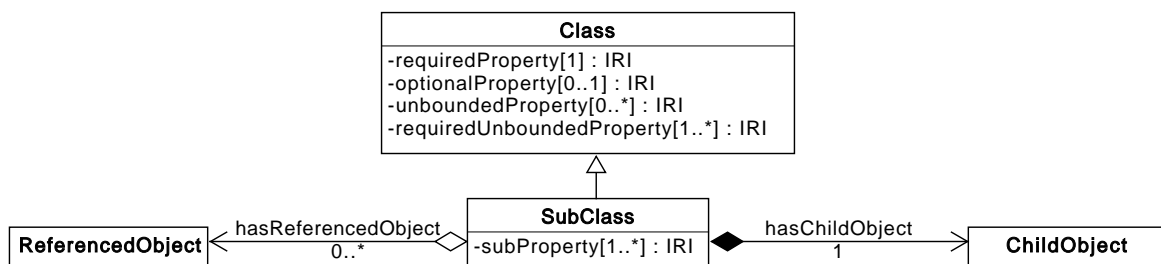 Class
-requiredProperty[1] : IRI
-optionalProperty[0..1] : IRI
-unboundedProperty[0..*] : IRI
-requiredUnboundedProperty[1..*] : IRI
ReferencedObject
hasReferencedObject
0..*
SubClass
-subProperty[1..*] : IRI
hasChildObject
1
ChildObject